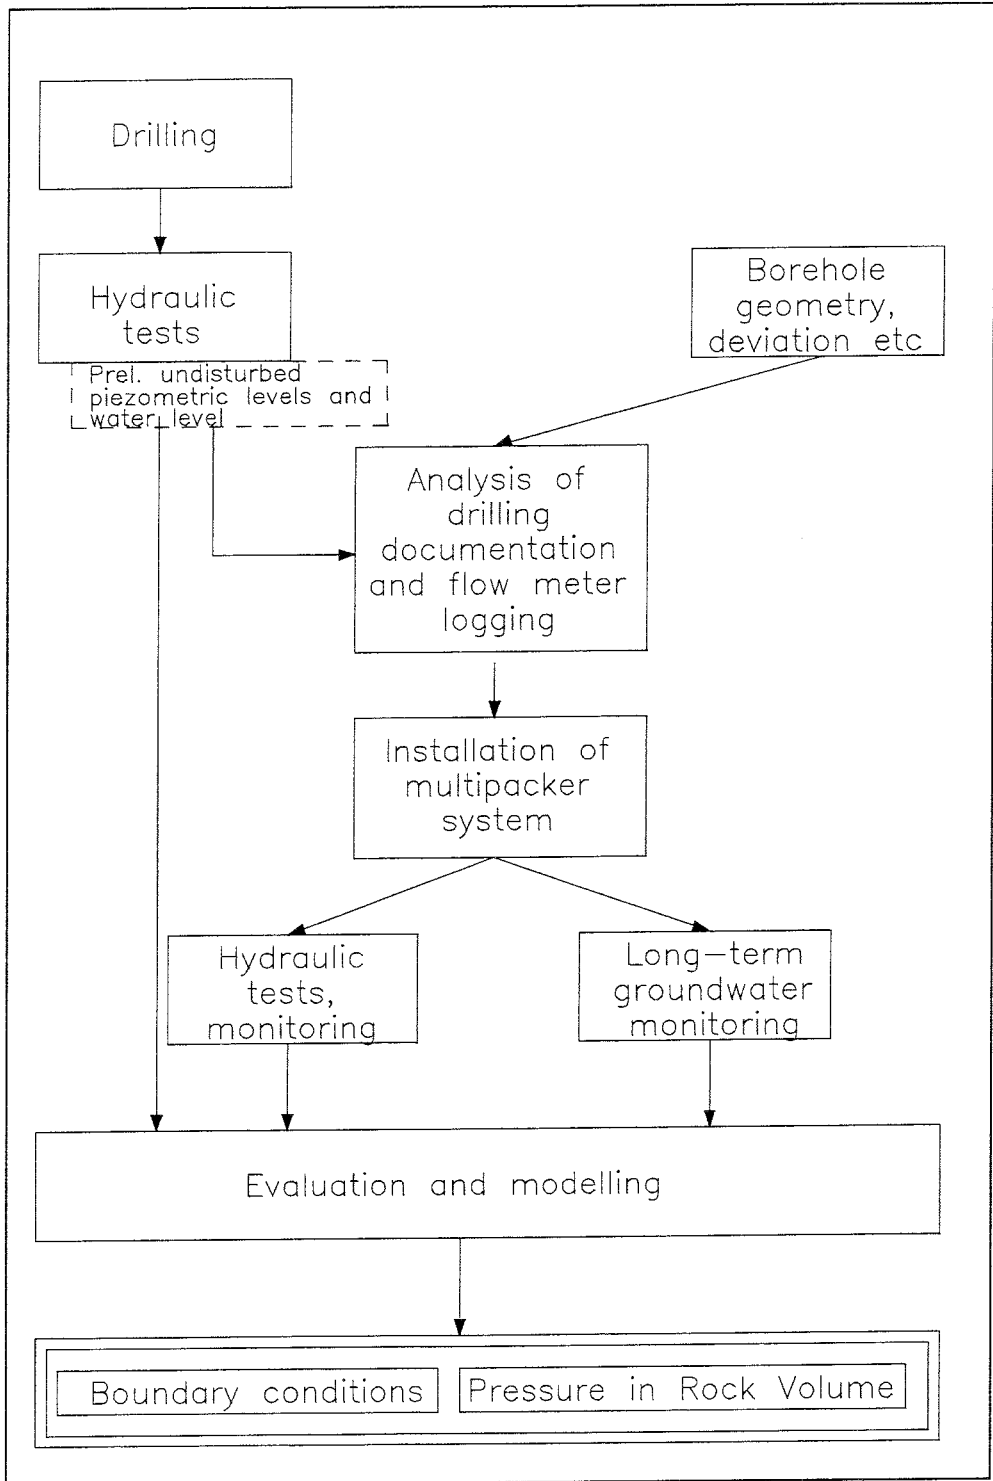 Drilling
Hydraulic
tests
Prel. undisturbed
piezometric levels and
water level
Borehole
geometry,
deviation etc
Analysis of
drilling
documentation
and flow meter
logging
Installation of
multipacker
system
Hydraulic
tests,
monitoring
Long-term
groundwater
monitoring
Evaluation and modelling
Boundary conditions
Pressure in Rock Volume